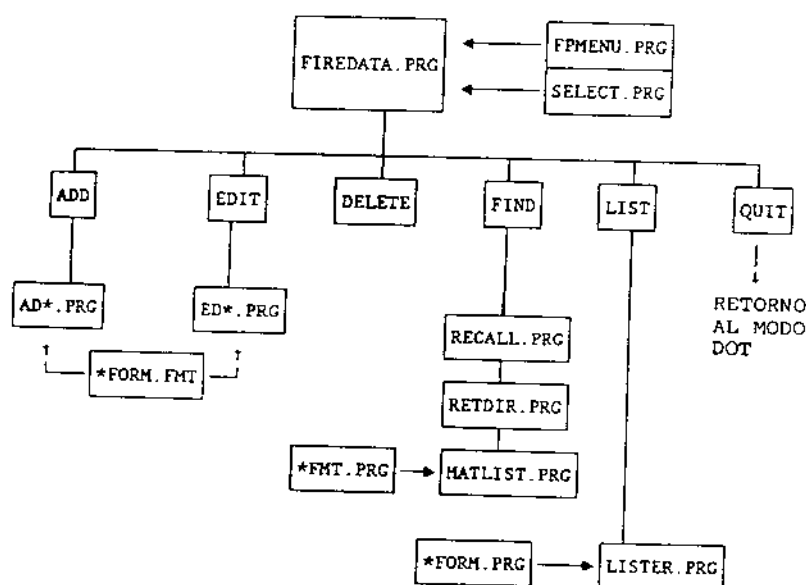 FIREDATA.PRG
FPMENU.PRG
SELECT.PRG
ADD
EDIT
DELETE
FIND
LIST
QUIT
AD*.PRG
ED*.PRG
*FORM.FMT
RECALL.PRG
RETDIR.PRG
*FMT.PRG
MATLIST.PRG
*FORM.PRG
LISTER.PRG
RETORNO
AL MODO
DOT